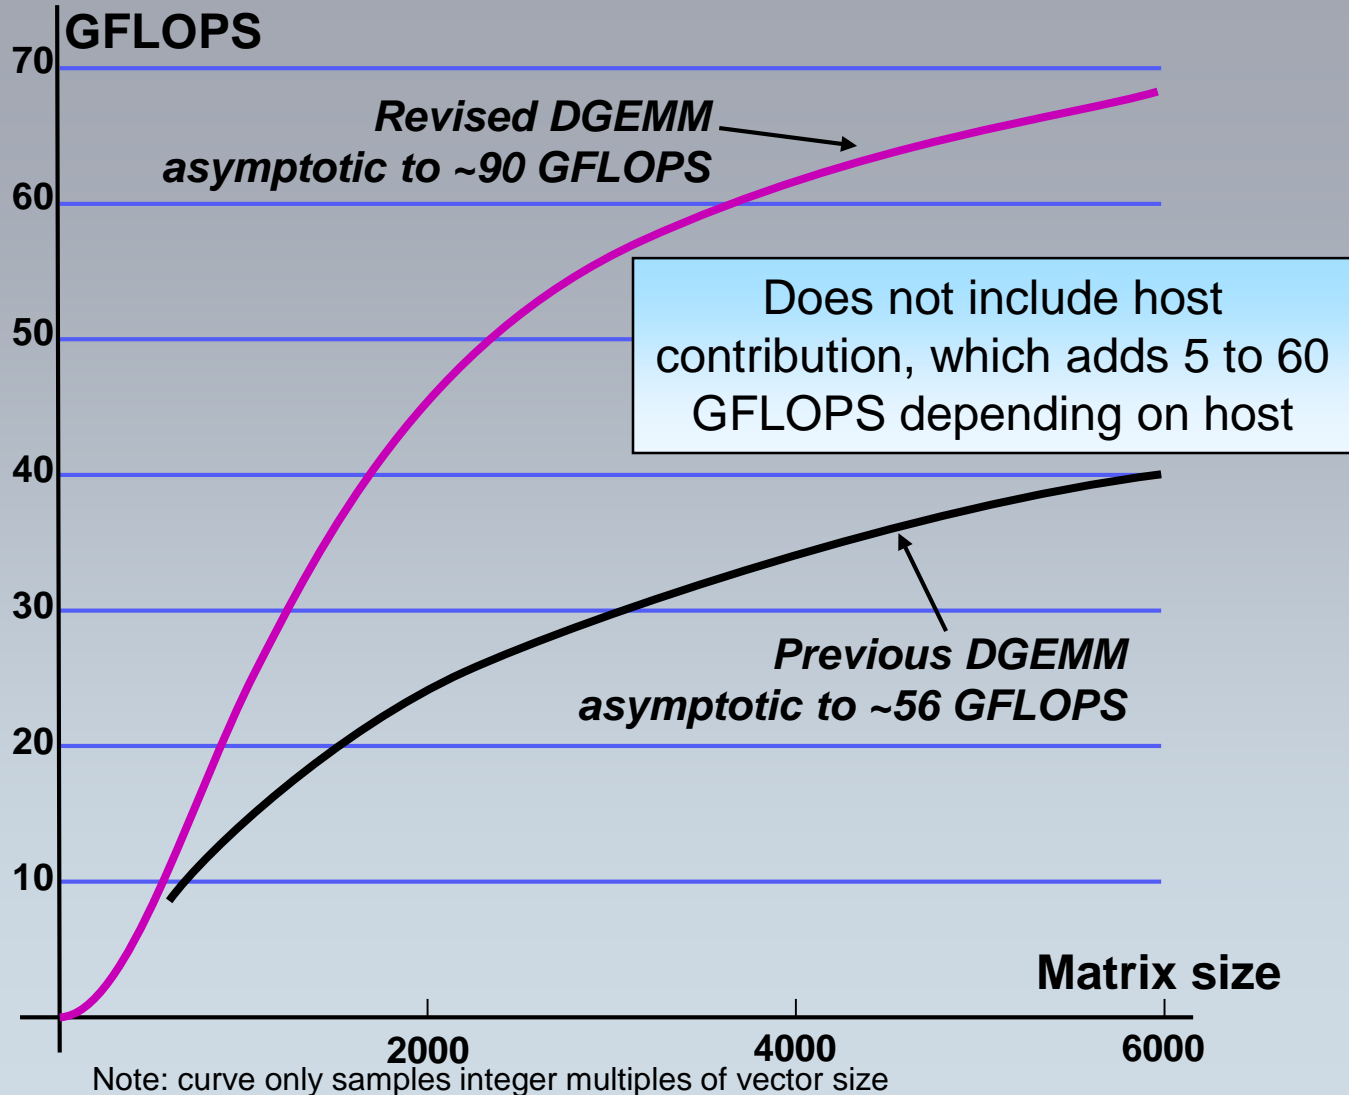 GFLOPS
70
Revised DGEMM
asymptotic to ~90 GFLOPS
60
Does not include host
contribution, which adds 5 to 60
GFLOPS depending on host
50
40
30
Previous DGEMM
asymptotic to ~56 GFLOPS
20
10
Matrix size
2000
4000
6000
Note: curve only samples integer multiples of vector size